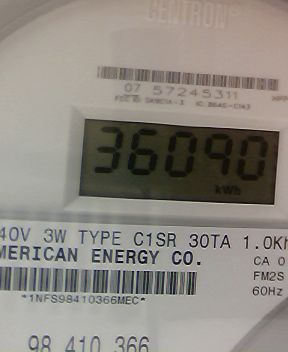 CENTRON®
07 57245311
36090
kWh
40V 3W TYPE C1SR 30TA 1.0Kh
MERICAN ENERGY CO.
CA 0
FM2S
60Hz
*1NFS98410366MEC*
98 410 366